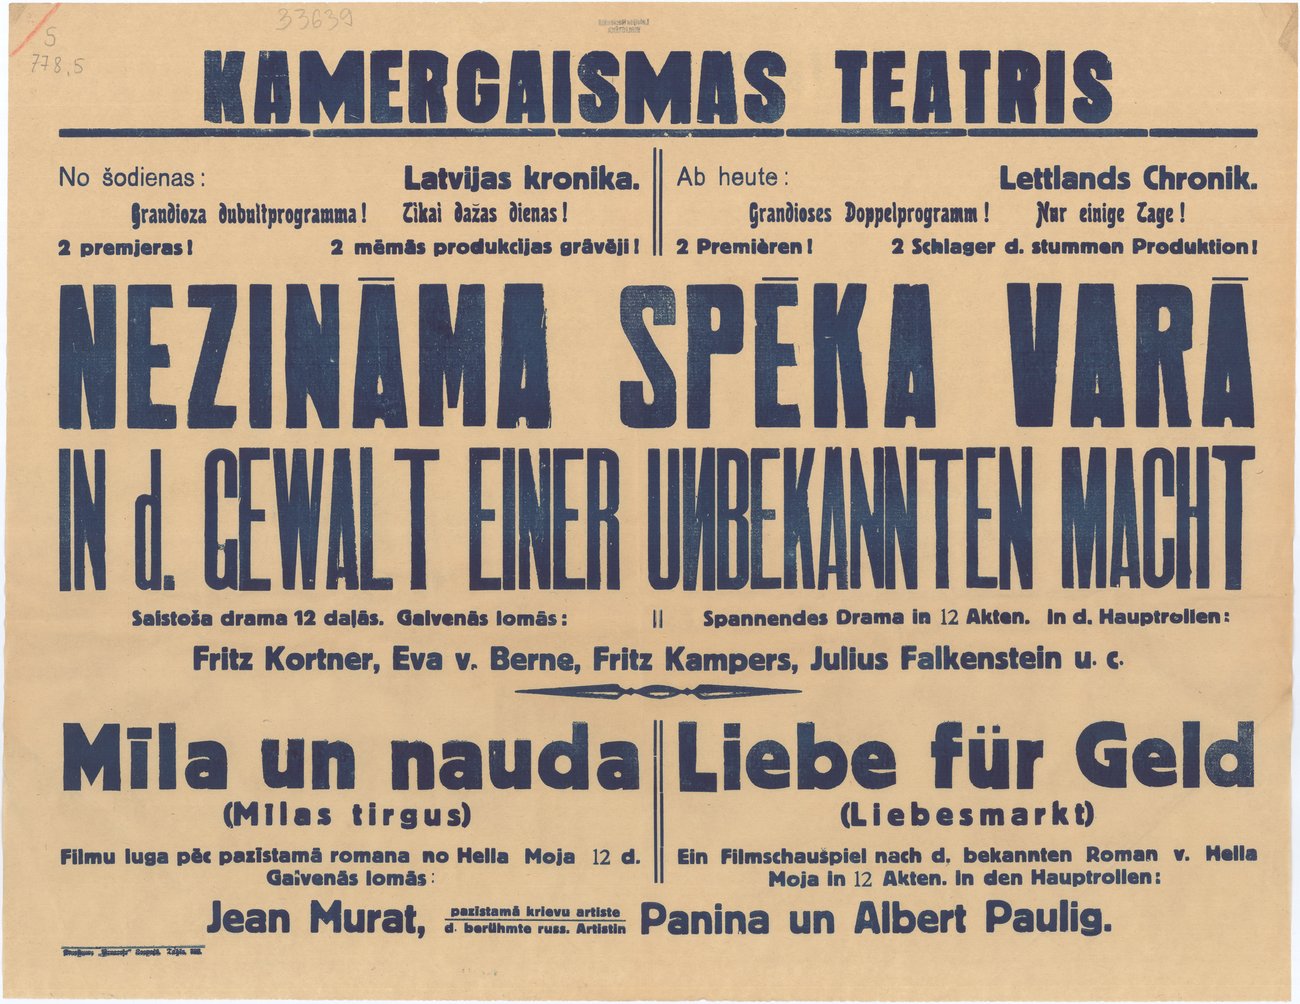 33639
S
778,5
KAMERGAISMAS TEATRIS
No šodienas:
Latvijas kronika.
Grandioza dubultprogramma! Tikai dažas dienas!
2 premjeras! 2 mēmās produkcijas grāvēji!
Ab heute:
Lettlands Chronik.
Grandioses Doppelprogramm! Nur einige Tage!
2 Premièren! 2 Schlager d. stummen Produktion!
NEZINĀMA SPĒKA VARĀ
IN d. GEWALT EINER UNBEKANNTEN MACHT
Saistoša drama 12 daļās. Galvenās lomās:
Spannendes Drama in 12 Akten. In d. Hauptrollen:
Fritz Kortner, Eva v. Berne, Fritz Kampers, Julius Falkenstein u. c.
Mīla un nauda
(Mīlas tirgus)
Filmu luga pēc pazīstamā romana no Hella Moja 12 d.
Galvenās lomās:
Liebe für Geld
(Liebesmarkt)
Ein Filmschaušpiel nach d. bekannten Roman v. Hella
Moja in 12 Akten. In den Hauptrollen:
Jean Murat, pazīstamā krievu artiste
d. berühmte russ. Artistin
Panina un Albert Paulig.